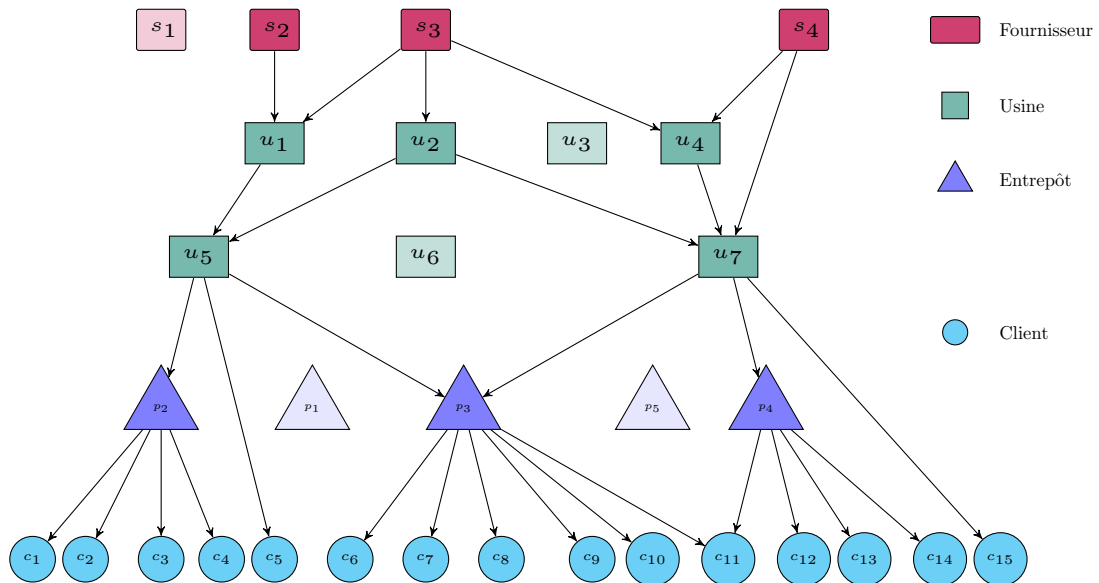 s1 s2 s3 s4 Fournisseur
Usine
u1 u2 u3 u4
Entrepôt
u5 u6 u7
Client
p2 p1 p3 p5 p4
c1 c2 c3 c4 c5 c6 c7 c8 c9 c10 c11 c12 c13 c14 c15